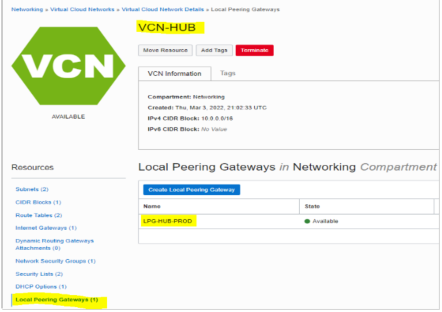 Networking » Virtual Cloud Networks » Virtual Cloud Network Details » Local Peering Gateways
VCN-HUB
Move Resource Add Tags Terminate
VCN
VCN Information Tags
Compartment: Networking
Created: Thu, Mar 3, 2022, 21:02:33 UTC
IPv4 CIDR Block: 10.0.0.0/16
IPv6 CIDR Block: No Value
AVAILABLE
Resources
Local Peering Gateways in Networking Compartment
Subnets (2)
CIDR Blocks (1)
Route Tables (2)
Internet Gateways (1)
Dynamic Routing Gateways
Attachments (0)
Network Security Groups (1)
Security Lists (2)
DHCP Options (1)
Local Peering Gateways (1)
Create Local Peering Gateway
Name State
LPG-HUB-PROD Available